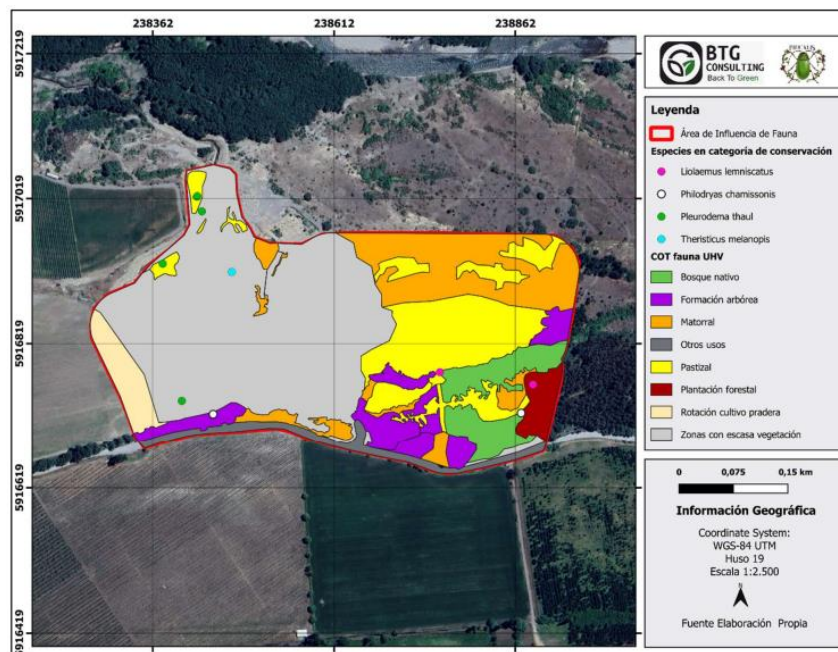 238362 238612 238862
5917219
5917019
5916819
5916619
5916419
BTG
CONSULTING
Back To Green
Leyenda
Área de Influencia de Fauna
Especies en categoría de conservación
Liolaemus lemniscatus
Philodryas chamissonis
Pleurodema thaul
Theristicus melanopis
COT fauna UHV
Bosque nativo
Formación arbórea
Matorral
Otros usos
Pastizal
Plantación forestal
Rotación cultivo pradera
Zonas con escasa vegetación
0 0,075 0,15 km
Información Geográfica
Coordinate System:
WGS-84 UTM
Huso 19
Escala 1:2.500
N
Fuente Elaboración Propia